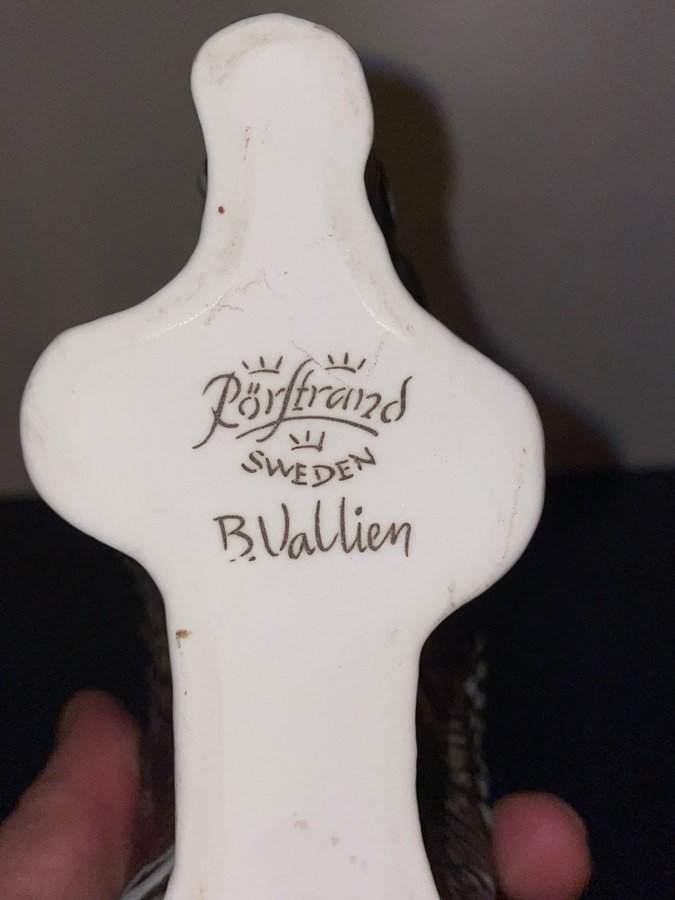 Rörstrand
SWEDEN
B. Vallien